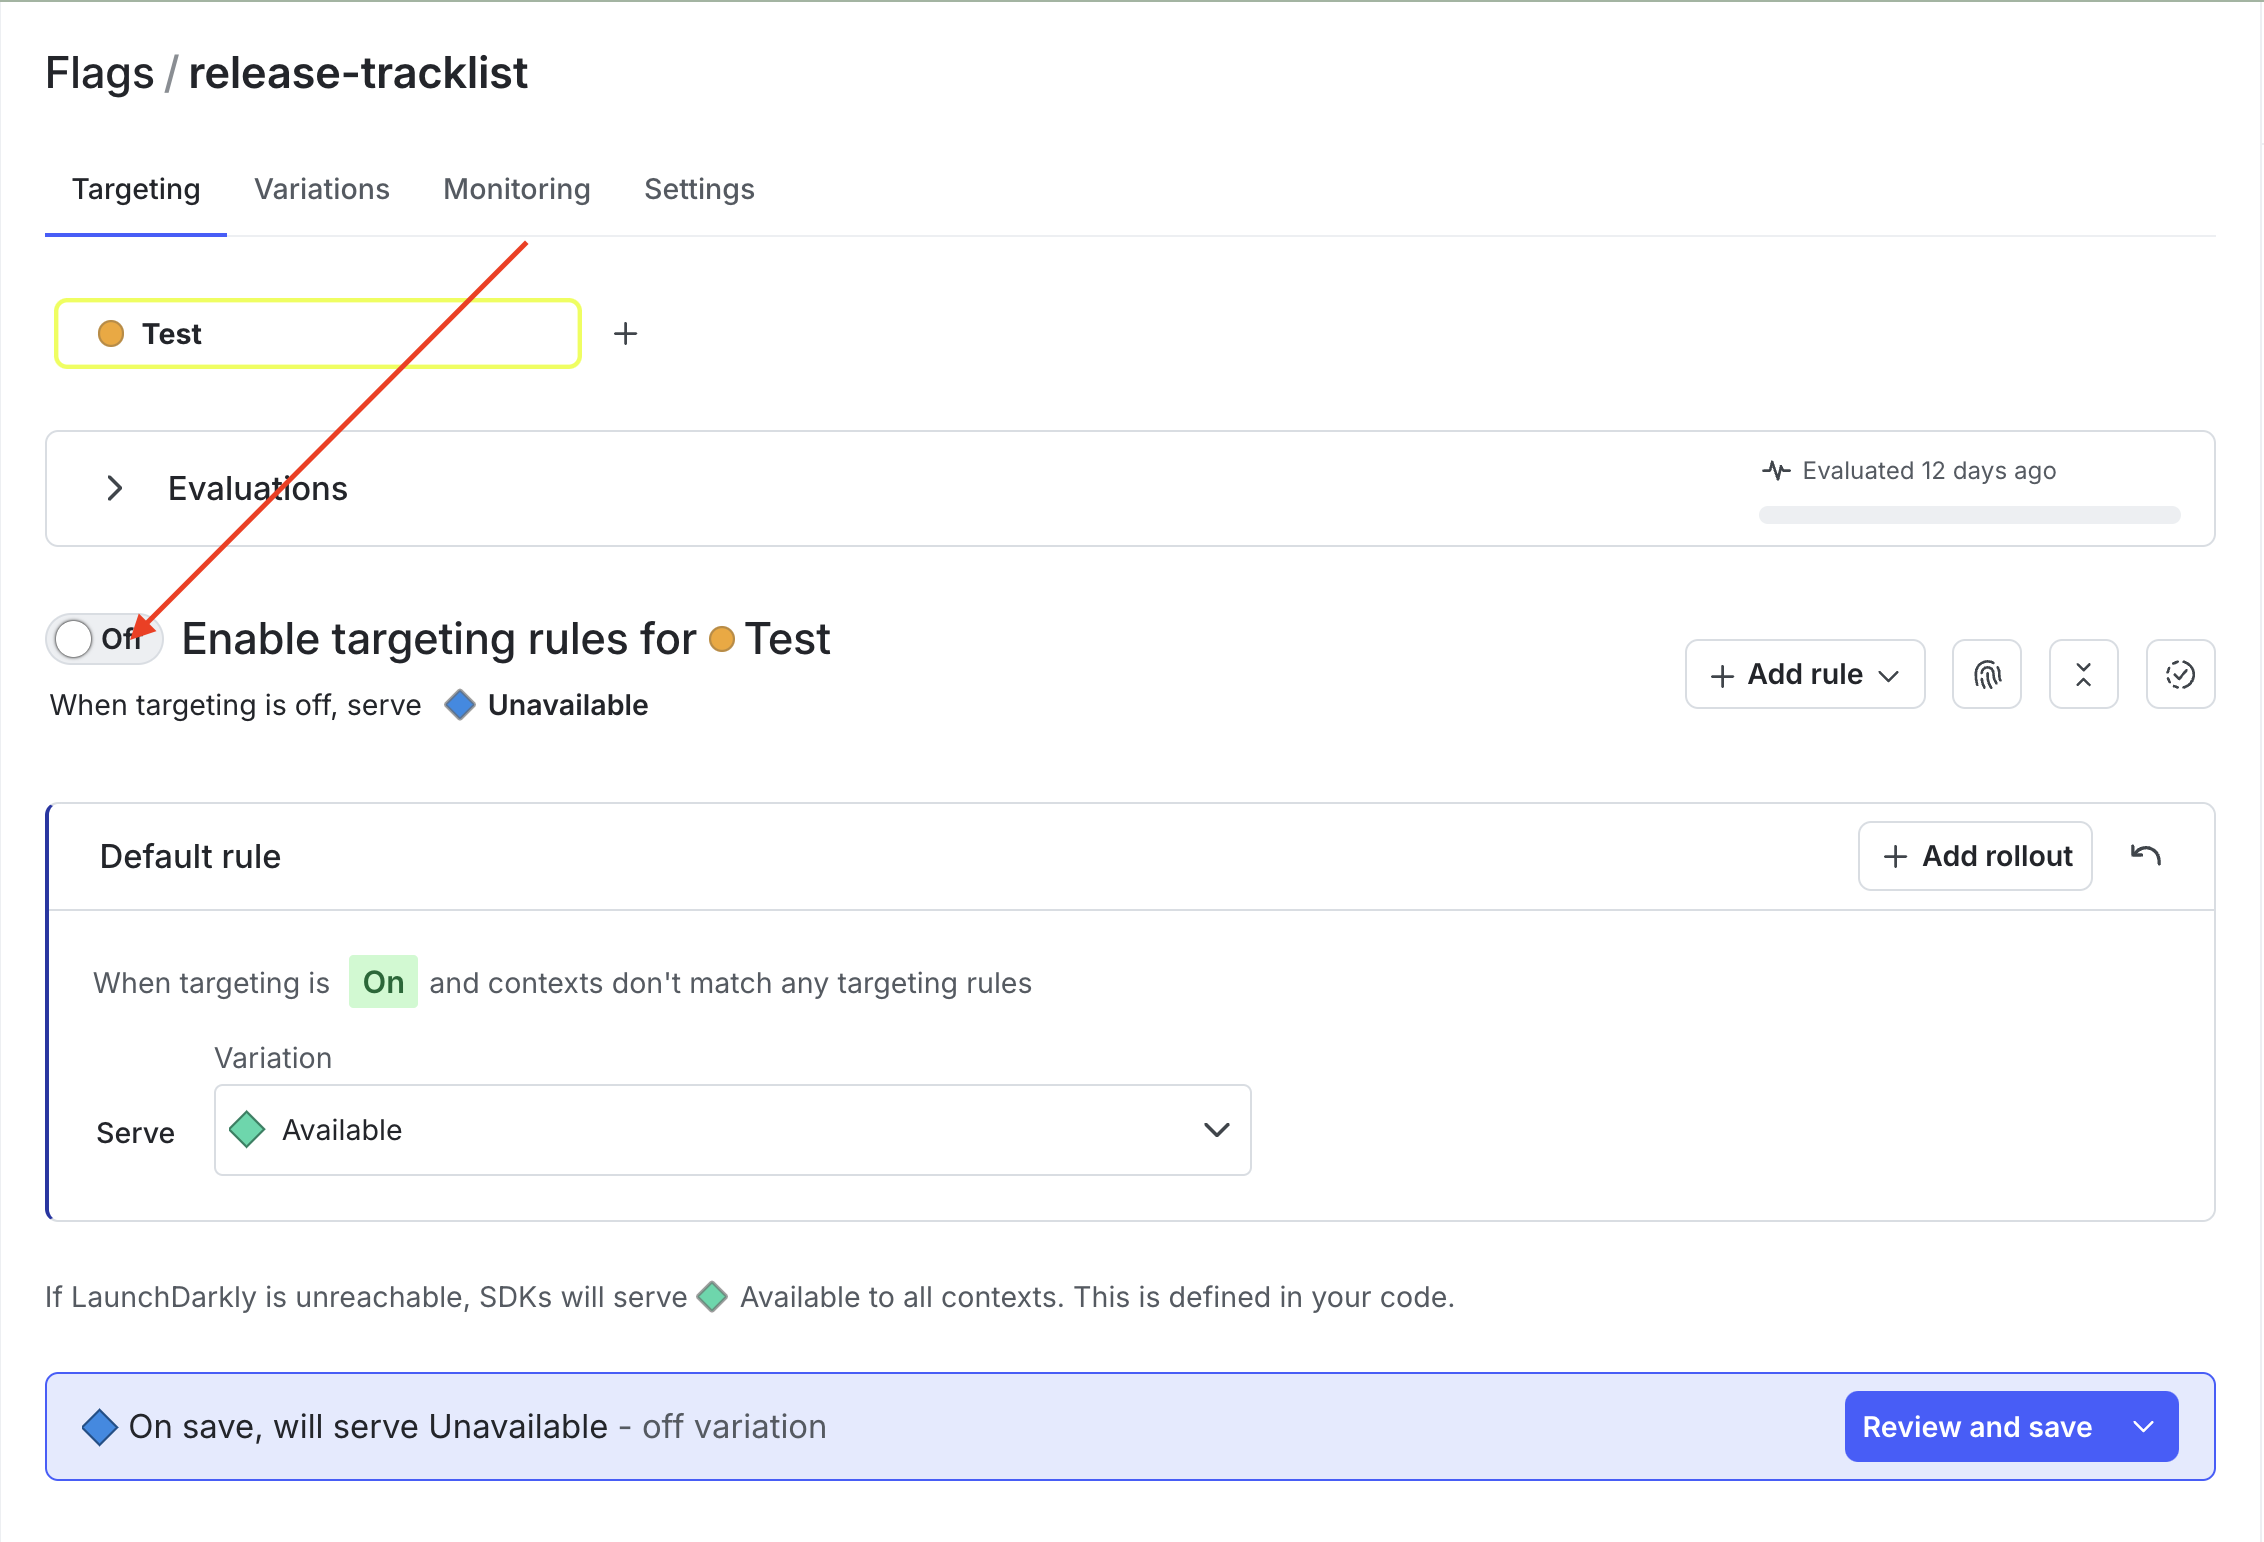 Flags / release-tracklist
Targeting Variations Monitoring Settings
Test +
Evaluations
Evaluated 12 days ago
Off Enable targeting rules for Test
When targeting is off, serve Unavailable
+ Add rule
Default rule
+ Add rollout
When targeting is On and contexts don't match any targeting rules
Variation
Serve Available
If LaunchDarkly is unreachable, SDKs will serve Available to all contexts. This is defined in your code.
On save, will serve Unavailable - off variation
Review and save